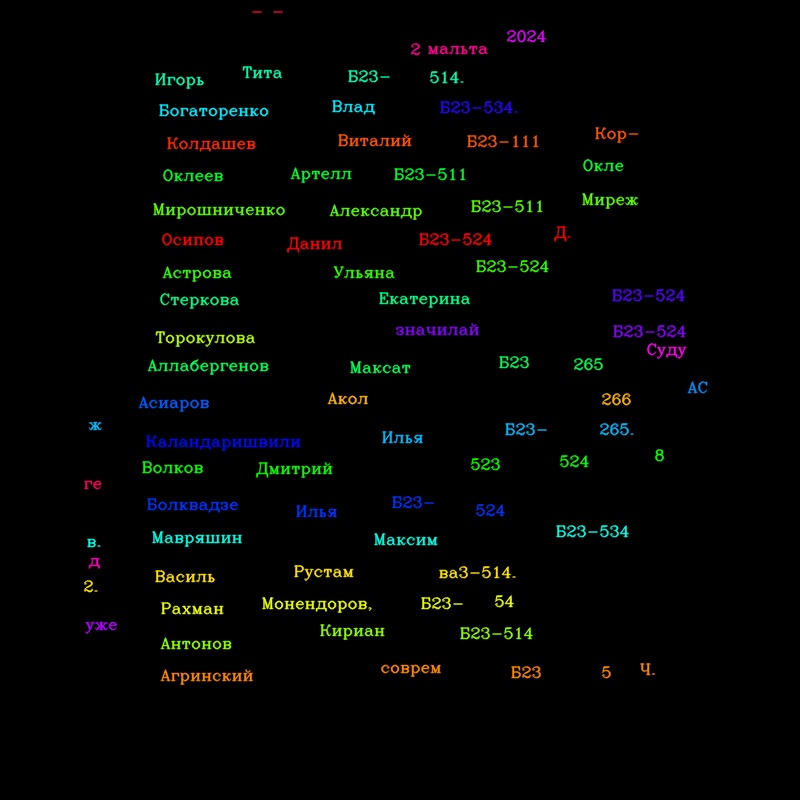 — —
2 мальта 2024
Игорь Тита Б23– 514.
Богаторенко Влад Б23–534.
Колдашев Виталий Б23–111 Кор–
Оклеев Артелл Б23–511 Окле
Мирошниченко Александр Б23–511 Миреж
Осипов Данил Б23–524 Д.
Астрова Ульяна Б23–524
Стеркова Екатерина Б23–524
Торокулова значилай Б23–524
Суду
Аллабергенов Максат Б23 265
АС
Асиаров Акол 266
ж Каландаришвили Илья Б23– 265.
Волков Дмитрий 523 524 8
ге
Болквадзе Илья Б23– 524
в. Мавряшин Максим Б23–534
д
2. Василь Рустам ва3–514.
Рахман Монендоров, Б23– 54
уже Антонов Кириан Б23–514
Агринский соврем Б23 5 Ч.